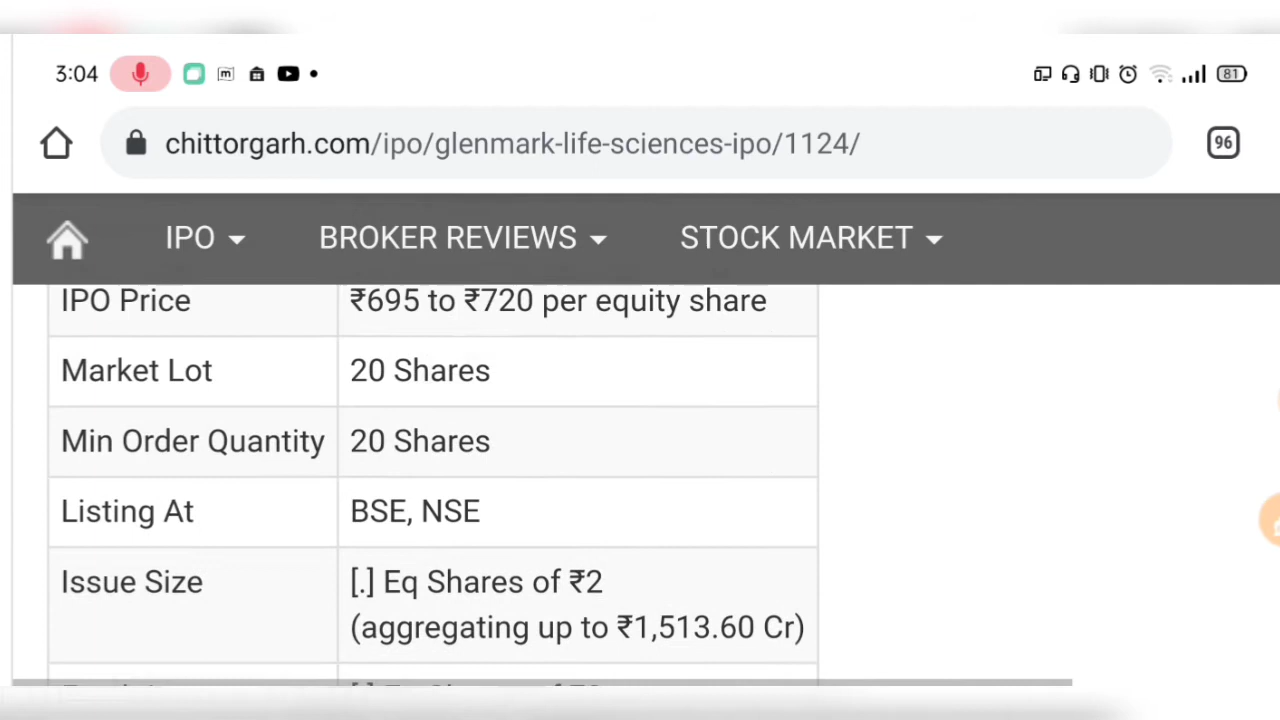 3:04
81
chittorgarh.com/ipo/glenmark-life-sciences-ipo/1124/
96
IPO BROKER REVIEWS STOCK MARKET
IPO Price ₹695 to ₹720 per equity share
Market Lot 20 Shares
Min Order Quantity 20 Shares
Listing At BSE, NSE
Issue Size [.] Eq Shares of ₹2
(aggregating up to ₹1,513.60 Cr)